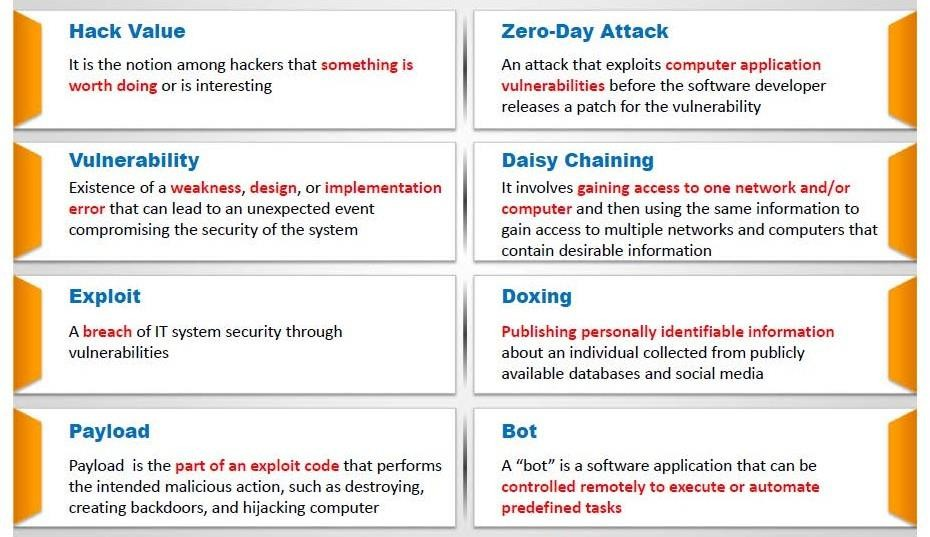 Hack Value
It is the notion among hackers that something is
worth doing or is interesting
Zero-Day Attack
An attack that exploits computer application
vulnerabilities before the software developer
releases a patch for the vulnerability
Vulnerability
Existence of a weakness, design, or implementation
error that can lead to an unexpected event
compromising the security of the system
Daisy Chaining
It involves gaining access to one network and/or
computer and then using the same information to
gain access to multiple networks and computers that
contain desirable information
Exploit
A breach of IT system security through
vulnerabilities
Doxing
Publishing personally identifiable information
about an individual collected from publicly
available databases and social media
Payload
Payload is the part of an exploit code that performs
the intended malicious action, such as destroying,
creating backdoors, and hijacking computer
Bot
A “bot” is a software application that can be
controlled remotely to execute or automate
predefined tasks